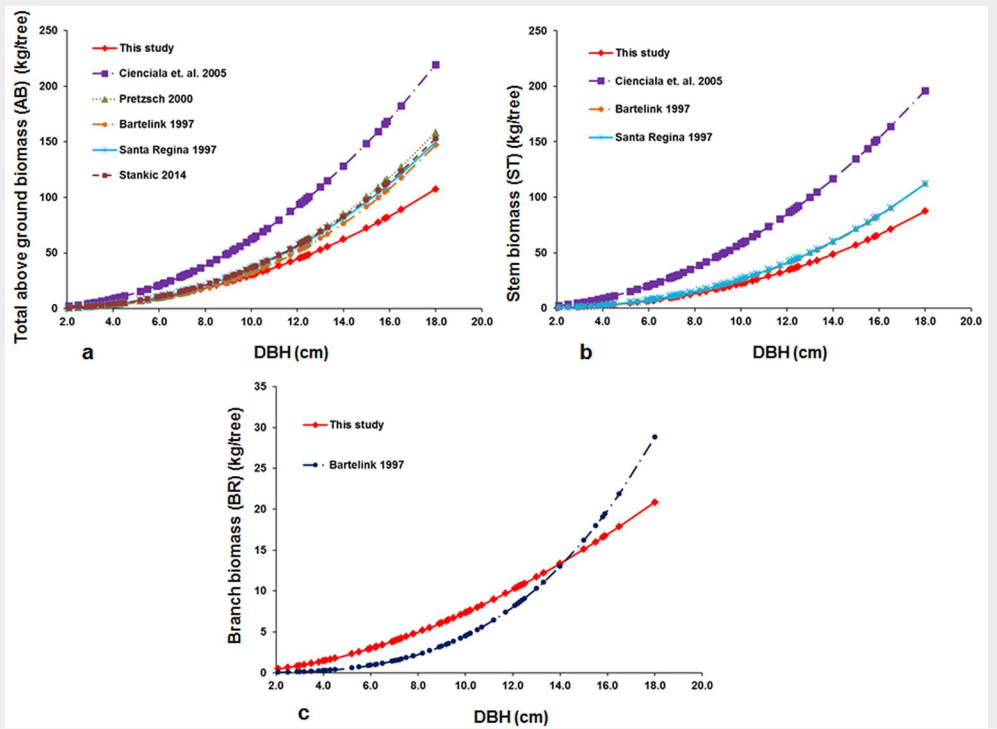 Total above ground biomass (AB) (kg/tree)
250
200
150
100
50
0
This study
Cienciala et. al. 2005
Pretzsch 2000
Bartelink 1997
Santa Regina 1997
Stankic 2014
2.0 4.0 6.0 8.0 10.0 12.0 14.0 16.0 18.0 20.0
a
DBH (cm)
Stem biomass (ST) (kg/tree)
250
200
150
100
50
0
This study
Cienciala et. al. 2005
Bartelink 1997
Santa Regina 1997
2.0 4.0 6.0 8.0 10.0 12.0 14.0 16.0 18.0 20.0
b
DBH (cm)
Branch biomass (BR) (kg/tree)
35
30
25
20
15
10
5
0
This study
Bartelink 1997
2.0 4.0 6.0 8.0 10.0 12.0 14.0 16.0 18.0 20.0
c
DBH (cm)